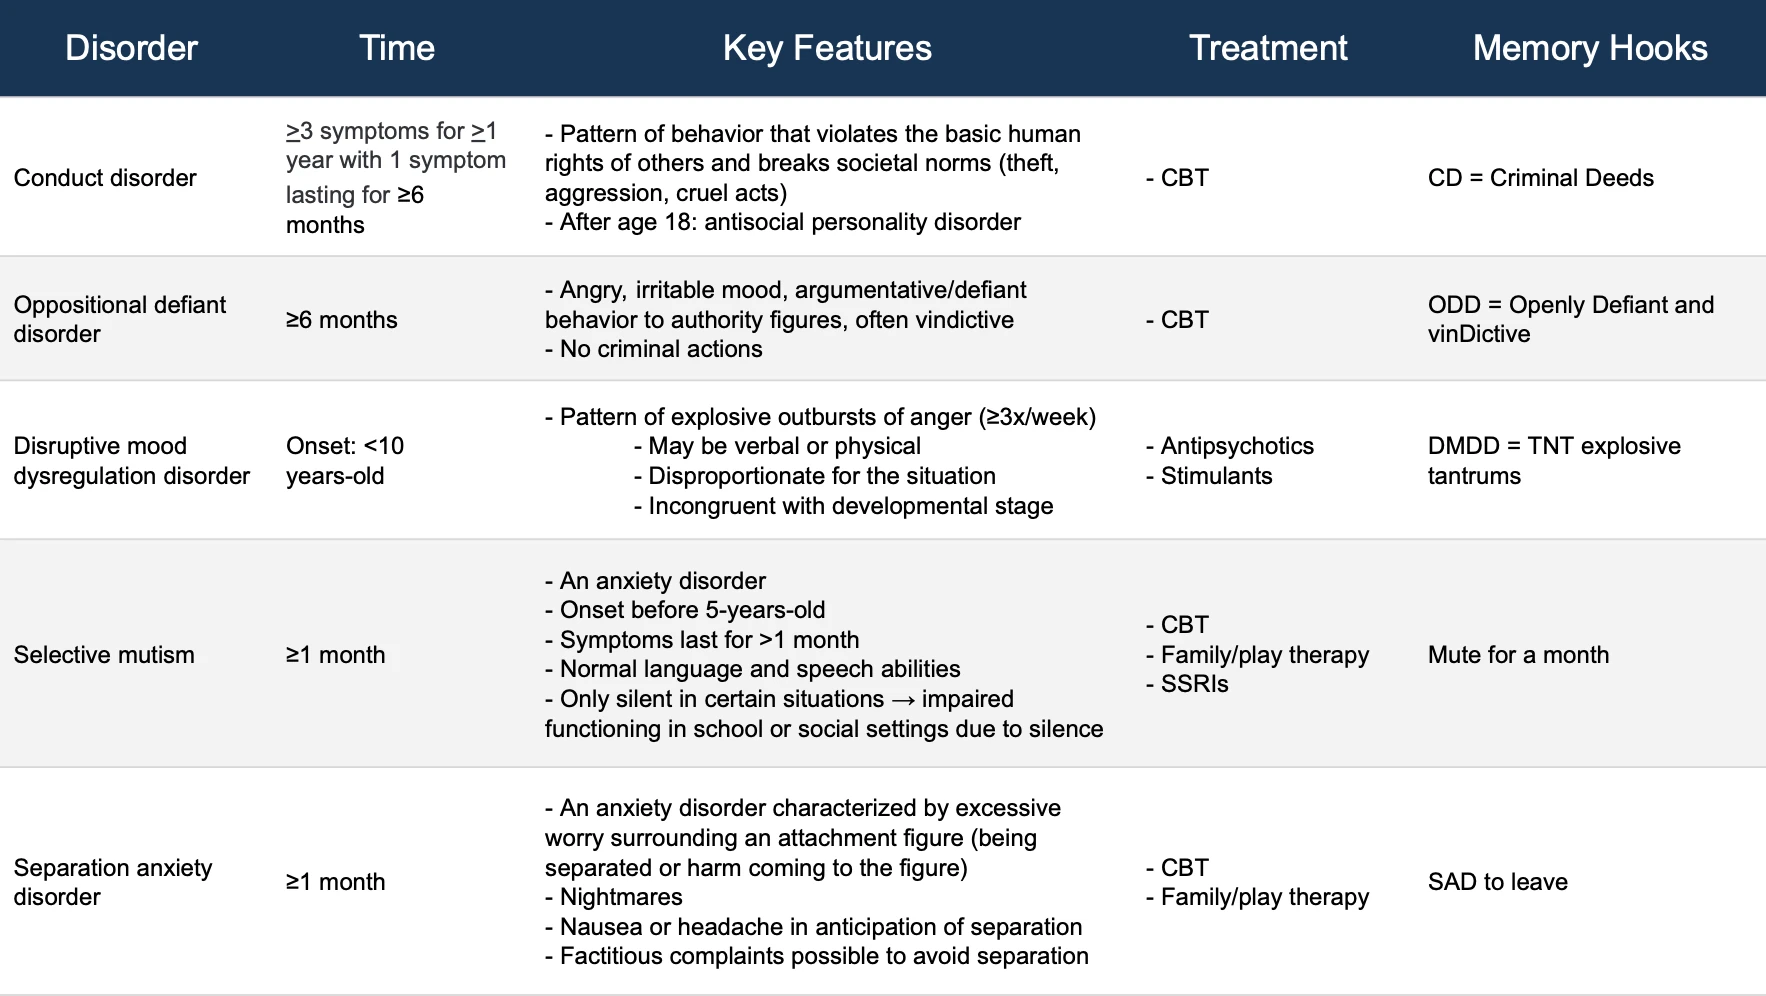 Disorder
Time
Key Features
Treatment
Memory Hooks
Conduct disorder
≥3 symptoms for ≥1
year with 1 symptom
lasting for ≥6
months
- Pattern of behavior that violates the basic human
rights of others and breaks societal norms (theft,
aggression, cruel acts)
- After age 18: antisocial personality disorder
- CBT
CD = Criminal Deeds
Oppositional defiant
disorder
≥6 months
- Angry, irritable mood, argumentative/defiant
behavior to authority figures, often vindictive
- No criminal actions
- CBT
ODD = Openly Defiant and
vinDictive
Disruptive mood
dysregulation disorder
Onset: <10
years-old
- Pattern of explosive outbursts of anger (≥3x/week)
- May be verbal or physical
- Disproportionate for the situation
- Incongruent with developmental stage
- Antipsychotics
- Stimulants
DMDD = TNT explosive
tantrums
Selective mutism
≥1 month
- An anxiety disorder
- Onset before 5-years-old
- Symptoms last for >1 month
- Normal language and speech abilities
- Only silent in certain situations → impaired
functioning in school or social settings due to silence
- CBT
- Family/play therapy
- SSRIs
Mute for a month
Separation anxiety
disorder
≥1 month
- An anxiety disorder characterized by excessive
worry surrounding an attachment figure (being
separated or harm coming to the figure)
- Nightmares
- Nausea or headache in anticipation of separation
- Factitious complaints possible to avoid separation
- CBT
- Family/play therapy
SAD to leave